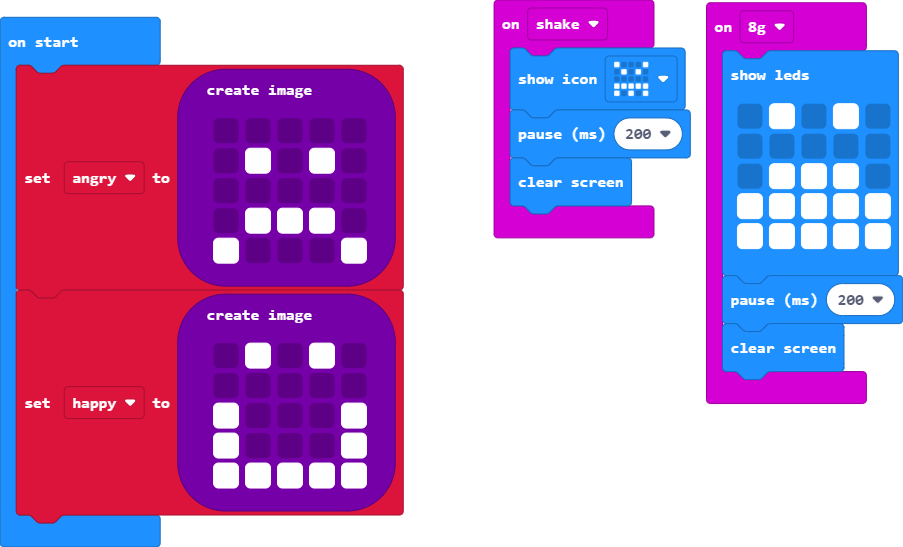 on start
set angry to create image
set happy to create image
on shake
show icon
pause (ms) 200
clear screen
on 8g
show leds
pause (ms) 200
clear screen